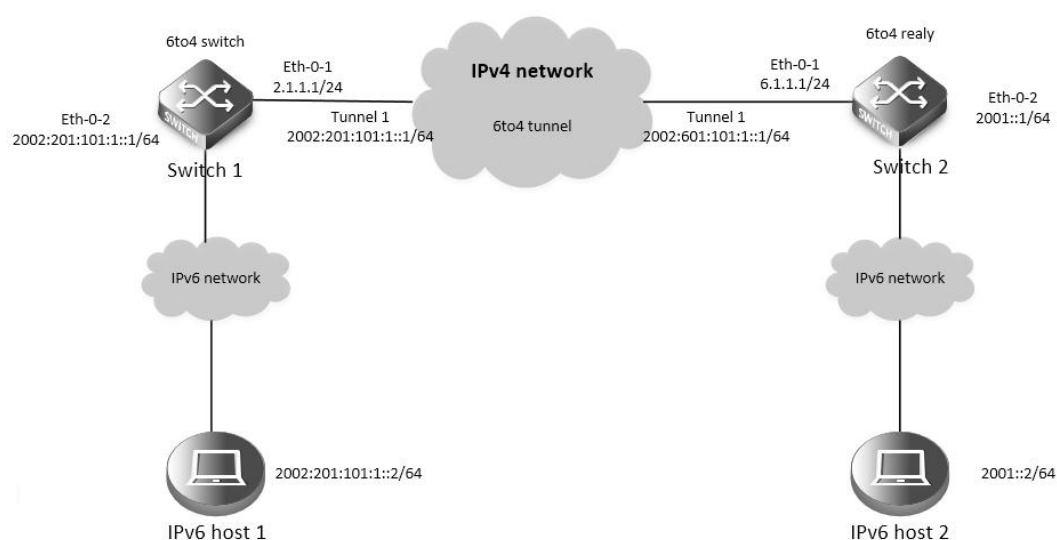 6to4 switch
6to4 realy
Eth-0-1
2.1.1.1/24
IPv4 network
Eth-0-1
6.1.1.1/24
Eth-0-2
2002:201:101:1::1/64
SWITCH
Tunnel 1
2002:201:101:1::1/64
6to4 tunnel
Tunnel 1
2002:601:101:1::1/64
SWITCH
Eth-0-2
2001::1/64
Switch 1
Switch 2
IPv6 network
IPv6 network
2002:201:101:1::2/64
2001::2/64
IPv6 host 1
IPv6 host 2